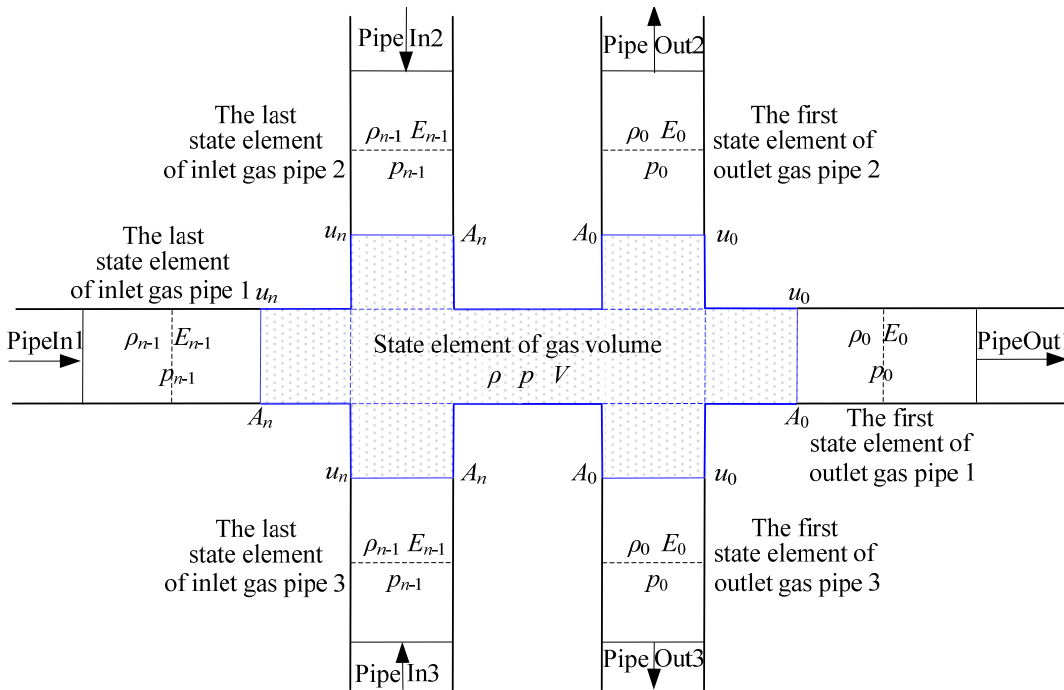 Pipe In2
Pipe Out2
The last
state element
of inlet gas pipe 2
ρn-1 En-1
pn-1
ρ0 E0
p0
The first
state element of
outlet gas pipe 2
un
An
A0
u0
The last
state element
of inlet gas pipe 1
un
u0
PipeIn1
ρn-1 En-1
pn-1
State element of gas volume
ρ p V
ρ0 E0
p0
PipeOut
An
A0
The first
state element of
outlet gas pipe 1
un
An
A0
u0
The last
state element
of inlet gas pipe 3
ρn-1 En-1
pn-1
ρ0 E0
p0
The first
state element of
outlet gas pipe 3
Pipe In3
Pipe Out3